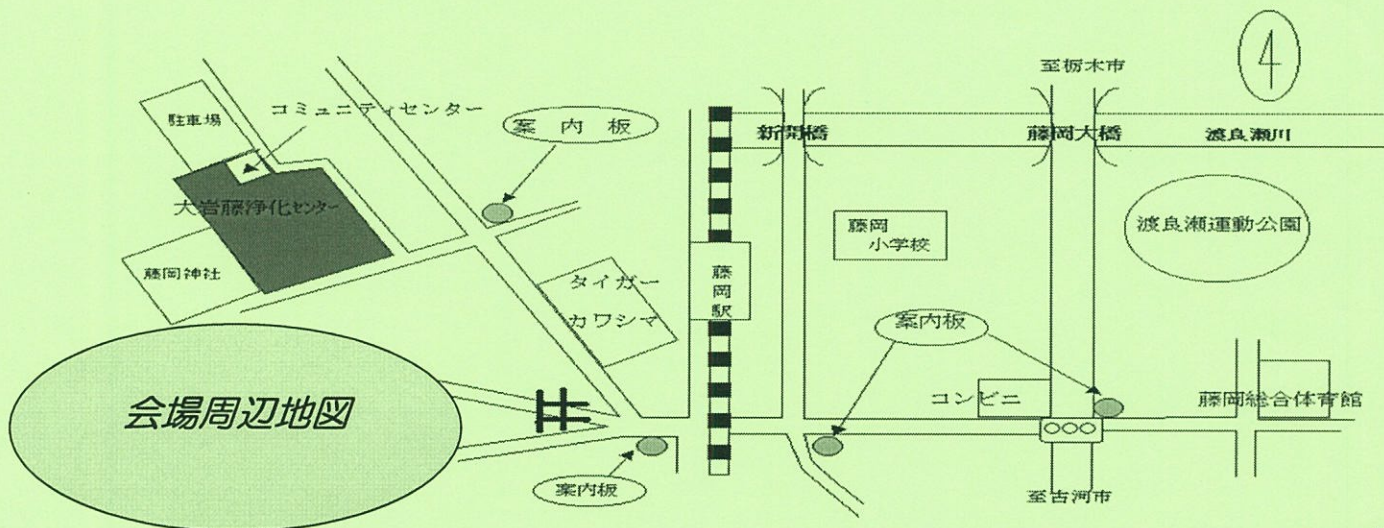 4
至栃木市
駐車場
コミュニティセンター
案内板
新開橋
藤岡大橋
渡良瀬川
大岩藤浄化センター
藤岡神社
タイガー
カワシマ
藤岡駅
藤岡
小学校
渡良瀬運動公園
案内板
コンビニ
藤岡総合体育館
会場周辺地図
案内板
至古河市